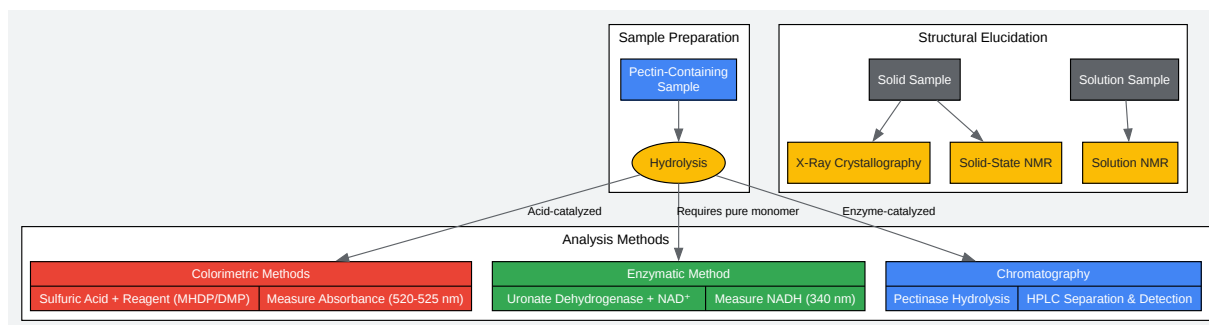 Sample Preparation
Pectin-Containing
Sample
Hydrolysis
Structural Elucidation
Solid Sample
Solution Sample
X-Ray Crystallography
Solid-State NMR
Solution NMR
Acid-catalyzed
Requires pure monomer
Enzyme-catalyzed
Analysis Methods
Colorimetric Methods
Sulfuric Acid + Reagent (MHDP/DMP)
Measure Absorbance (520-525 nm)
Enzymatic Method
Uronate Dehydrogenase + NAD⁺
Measure NADH (340 nm)
Chromatography
Pectinase Hydrolysis
HPLC Separation & Detection